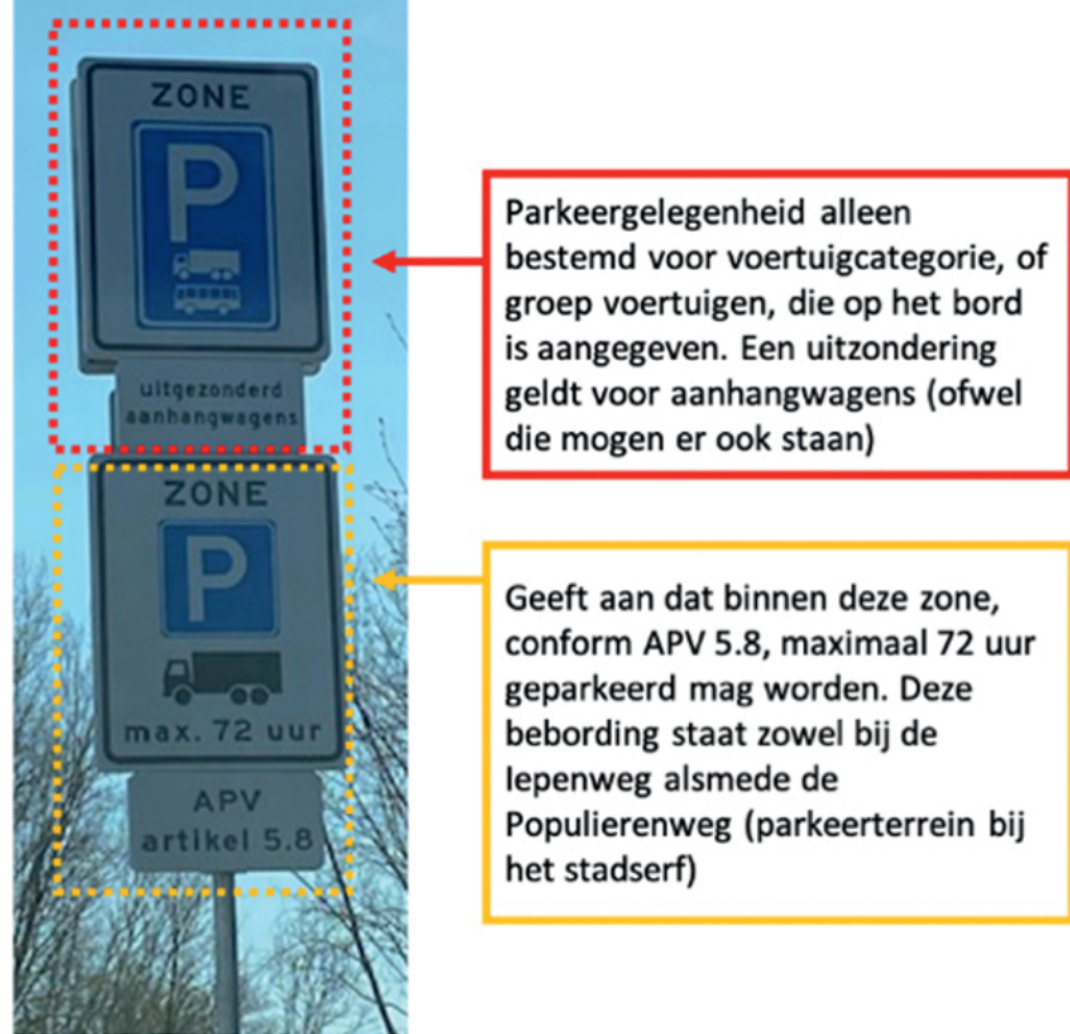 ZONE
P
uitgezonderd
aanhangwagens
ZONE
P
max. 72 uur
APV
artikel 5.8
Parkeergelegenheid alleen
bestemd voor voertuigcategorie, of
groep voertuigen, die op het bord
is aangegeven. Een uitzondering
geldt voor aanhangwagens (ofwel
die mogen er ook staan)
Geeft aan dat binnen deze zone,
conform APV 5.8, maximaal 72 uur
geparkeerd mag worden. Deze
bebording staat zowel bij de
Iepenweg alsmede de
Populierenweg (parkeerterrein bij
het stadserf)